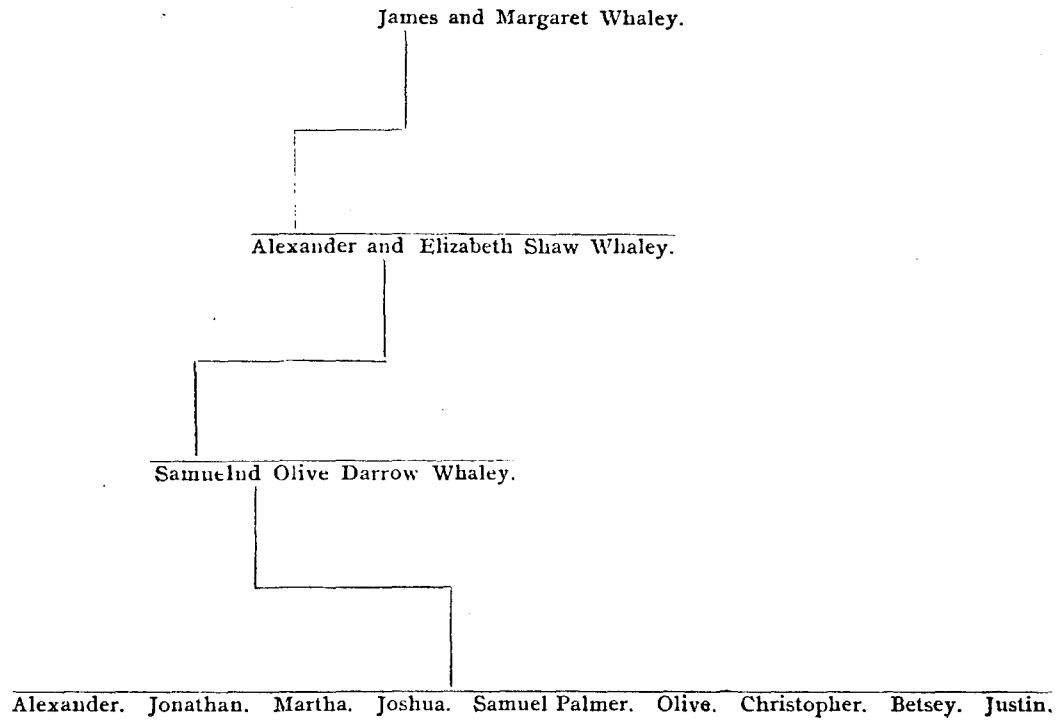 James and Margaret Whaley.
Alexander and Elizabeth Shaw Whaley.
Samuelnd Olive Darrow Whaley.
Alexander. Jonathan. Martha. Joshua. Samuel Palmer. Olive. Christopher. Betsey. Justin.